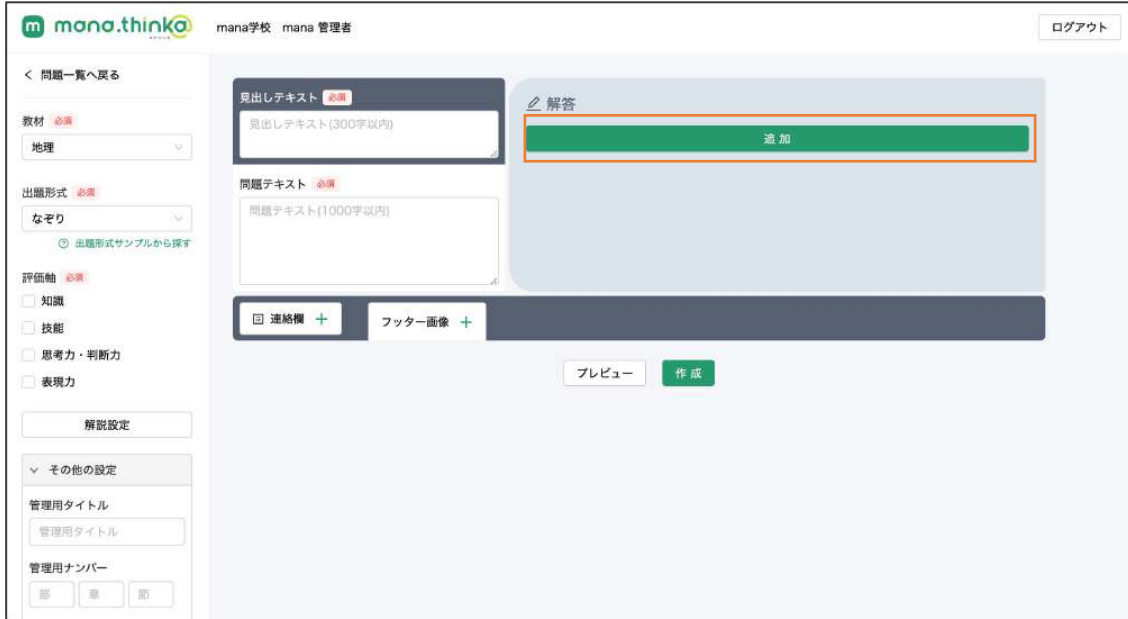 m mana.thinka mana学校 mana 管理者 ログアウト
< 問題一覧へ戻る
教材 必須
地理
出題形式 必須
なぞり
出題形式サンプルから探す
評価軸 必須
知識
技能
思考力・判断力
表現力
解説設定
その他の設定
管理用タイトル
管理用タイトル
管理用ナンバー
部 章 節
見出しテキスト 必須
見出しテキスト(300字以内)
問題テキスト 必須
問題テキスト(1000字以内)
解答
追加
連絡欄 +
フッター画像 +
プレビュー 作成